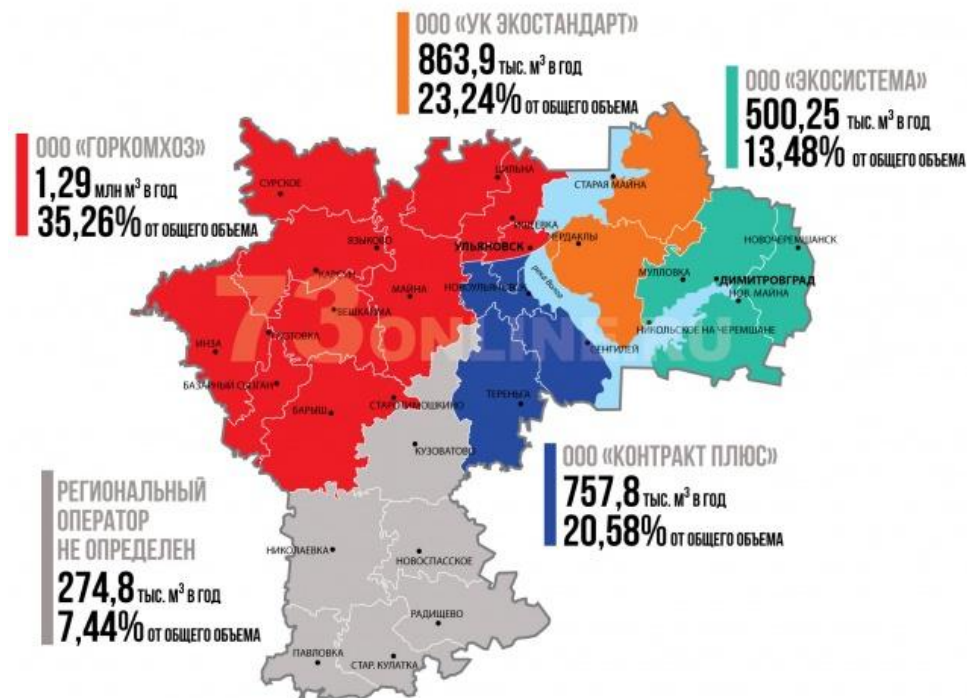 ООО «УК ЭКОСТАНДАРТ»
863,9 ТЫС. М³ В ГОД
23,24% ОТ ОБЩЕГО ОБЪЕМА
ООО «ЭКОСИСТЕМА»
500,25 ТЫС. М³ В ГОД
13,48% ОТ ОБЩЕГО ОБЪЕМА
ООО «ГОРКОМХОЗ»
1,29 МЛН М³ В ГОД
35,26% ОТ ОБЩЕГО ОБЪЕМА
СУРСКОЕ
ЦИЛЬНА
СТАРАЯ МАЙНА
ИШЕЕВКА
ЯЗЫКОВО
УЛЬЯНОВСК
ЧЕРДАКЛЫ
НОВОЧЕРЕМШАНСК
КАРСУН
МУЛЛОВКА
ДИМИТРОВГРАД
МАЙНА
НОВОУЛЬЯНОВСК
река Волга
НОВ. МАЙНА
ВЕШКАЙМА
73ONLINE.RU
НИКОЛЬСКОЕ НА ЧЕРЕМШАНЕ
ИНЗА
СЕНГИЛЕЙ
БАЗАРНЫЙ СЫЗГАН
БАРЫШ
СТАРОТИМОШКИНО
ТЕРЕНЬГА
КУЗОВАТОВО
ООО «КОНТРАКТ ПЛЮС»
757,8 ТЫС. М³ В ГОД
20,58% ОТ ОБЩЕГО ОБЪЕМА
РЕГИОНАЛЬНЫЙ
ОПЕРАТОР
НЕ ОПРЕДЕЛЕН
274,8 ТЫС. М³ В ГОД
7,44% ОТ ОБЩЕГО ОБЪЕМА
НИКОЛАЕВКА
НОВОСПАССКОЕ
РАДИЩЕВО
ПАВЛОВКА
СТАР. КУЛАТКА